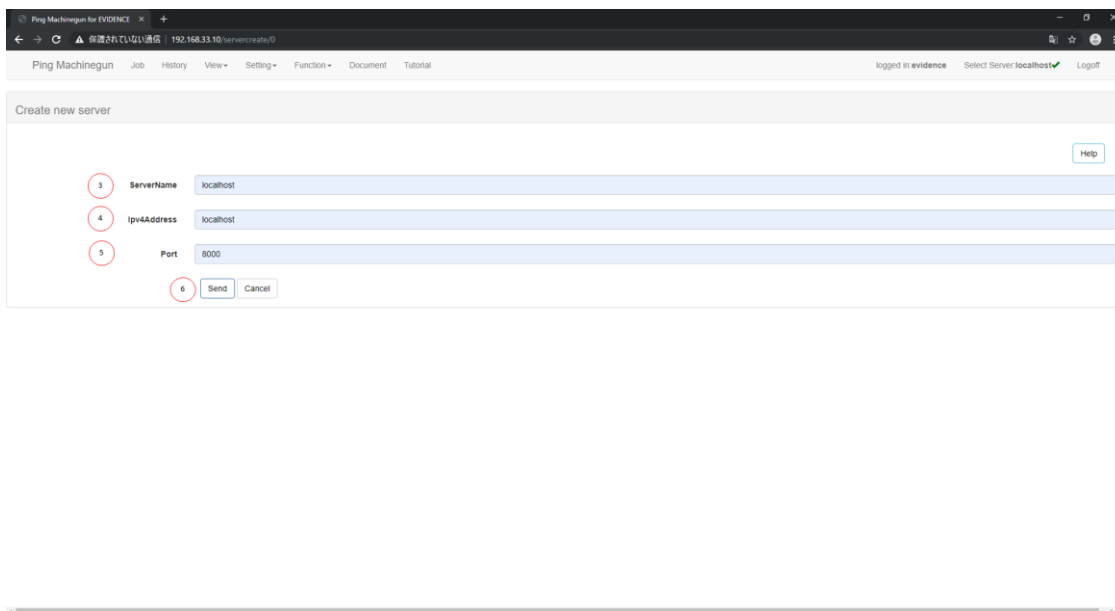 Ping Machinegun for EVIDENCE
保護されていない通信 | 192.168.33.10/servercreate/0
Ping Machinegun Job History View Setting Function Document Tutorial logged in:evidence Select Server:localhost✔ Logoff
Create new server
Help
3 ServerName localhost
4 Ipv4Address localhost
5 Port 8000
6 Send Cancel